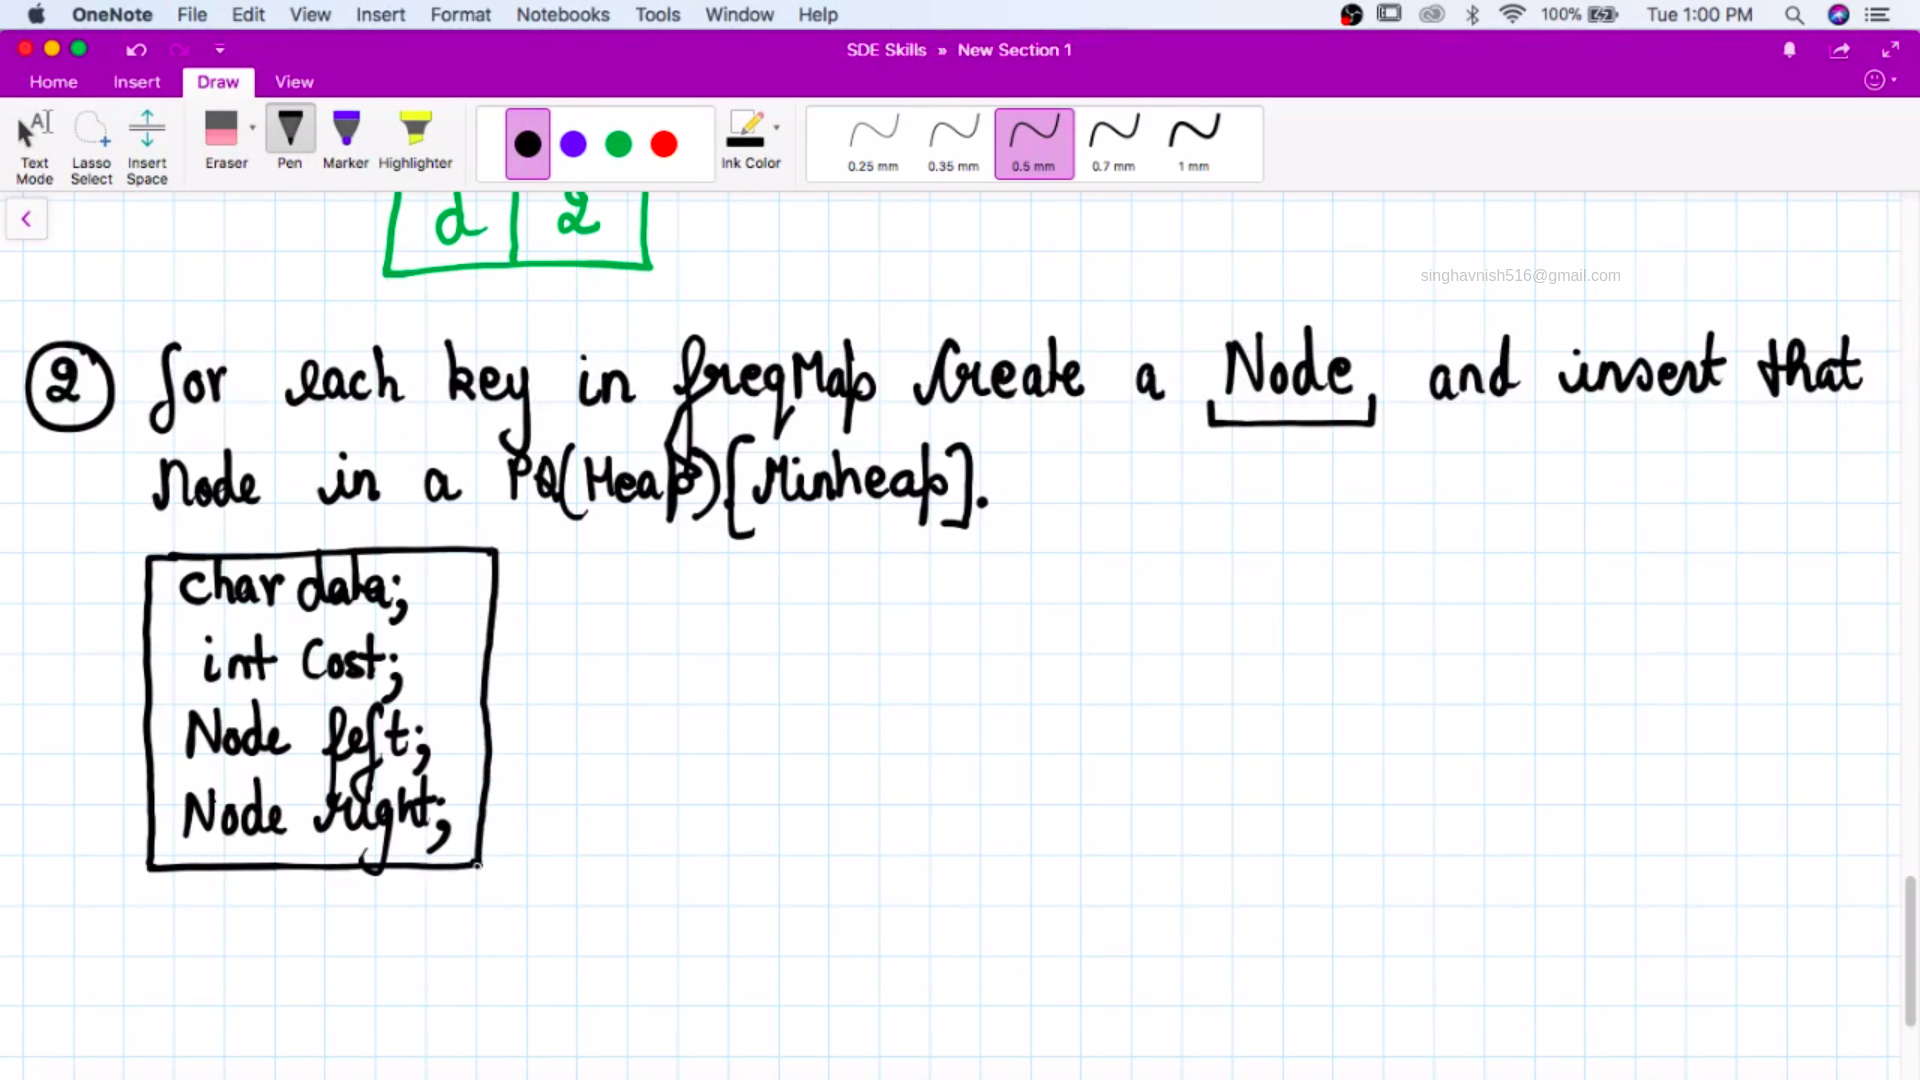 OneNote File Edit View Insert Format Notebooks Tools Window Help 100% Tue 1:00 PM
SDE Skills » New Section 1
Home Insert Draw View
Text Mode Lasso Select Insert Space Eraser Pen Marker Highlighter Ink Color 0.25 mm 0.35 mm 0.5 mm 0.7 mm 1 mm
d 2
singhavnish516@gmail.com
2 for each key in freqMap Create a Node, and insert that
Node in a PQ(Heap)[Minheap].
char data;
int Cost;
Node left;
Node right;